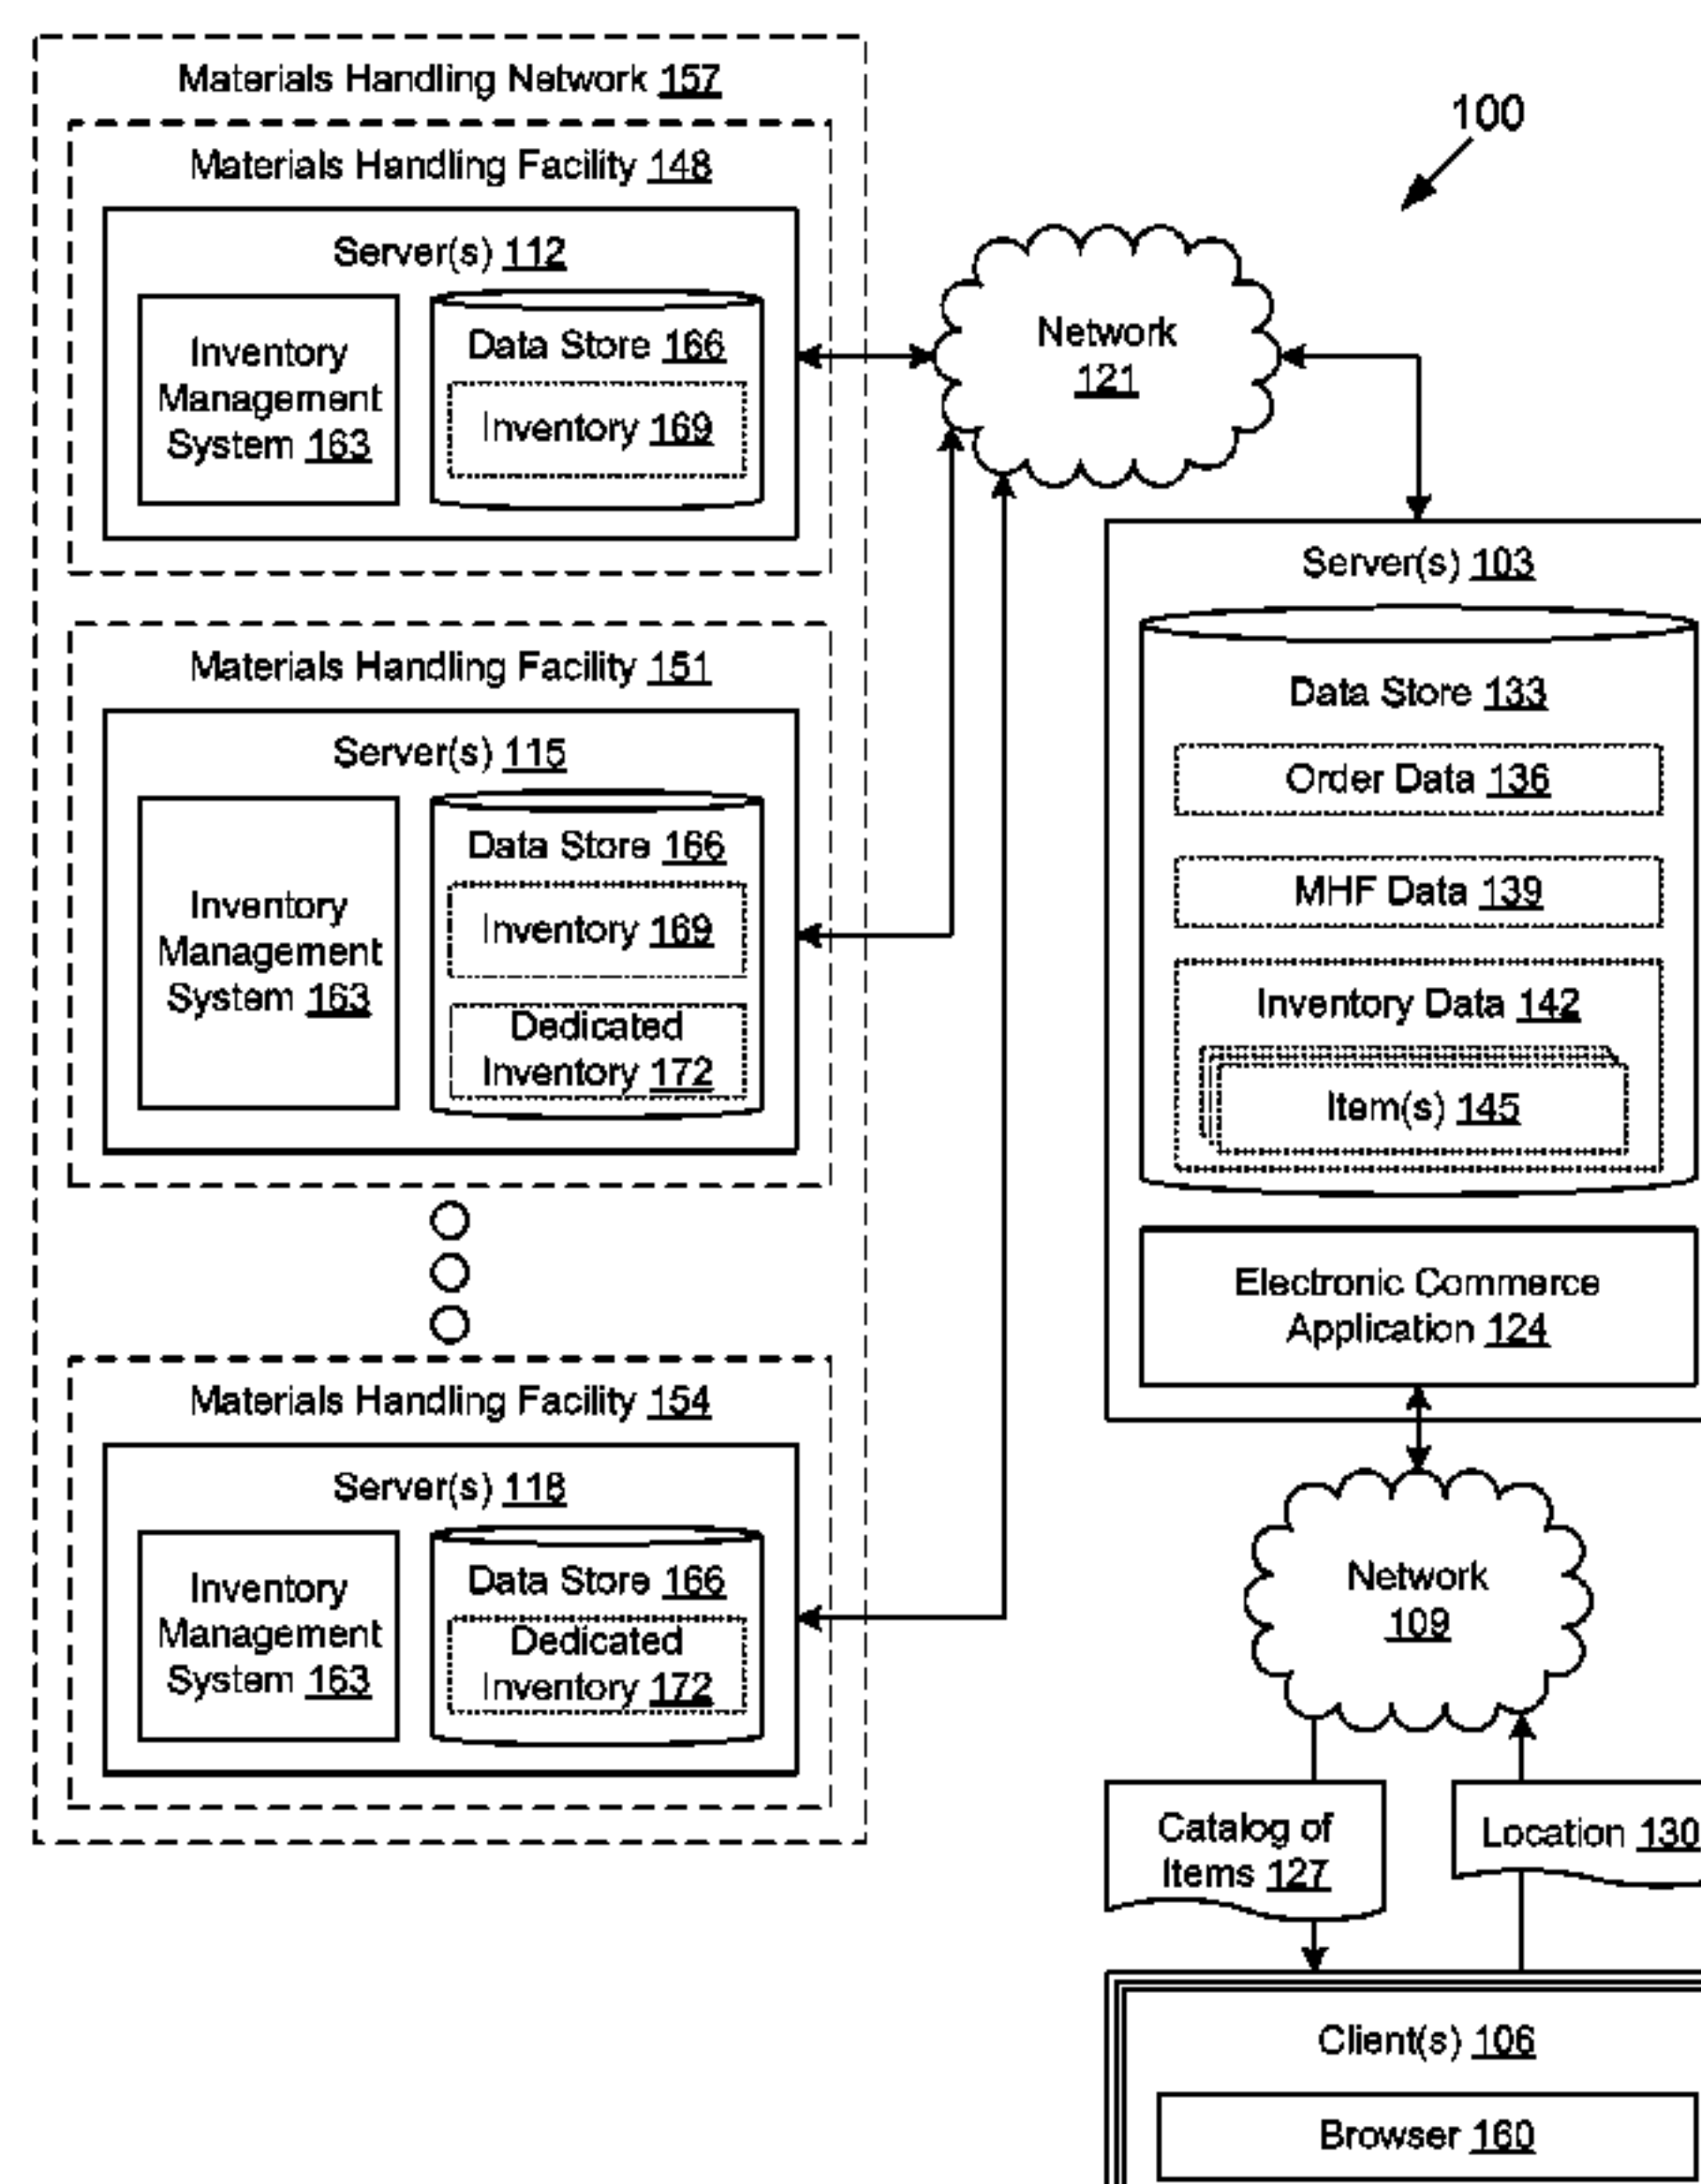 Materials Handling Network 157
Materials Handling Facility 148
Server(s) 112
Inventory
Management
System 163
Data Store 166
Inventory 169
Materials Handling Facility 151
Server(s) 115
Inventory
Management
System 163
Data Store 166
Inventory 169
Dedicated
Inventory 172
Materials Handling Facility 154
Server(s) 118
Inventory
Management
System 163
Data Store 166
Dedicated
Inventory 172
100
Network
121
Server(s) 103
Data Store 133
Order Data 136
MHF Data 139
Inventory Data 142
Item(s) 145
Electronic Commerce
Application 124
Network
109
Catalog of
Items 127
Location 130
Client(s) 106
Browser 160